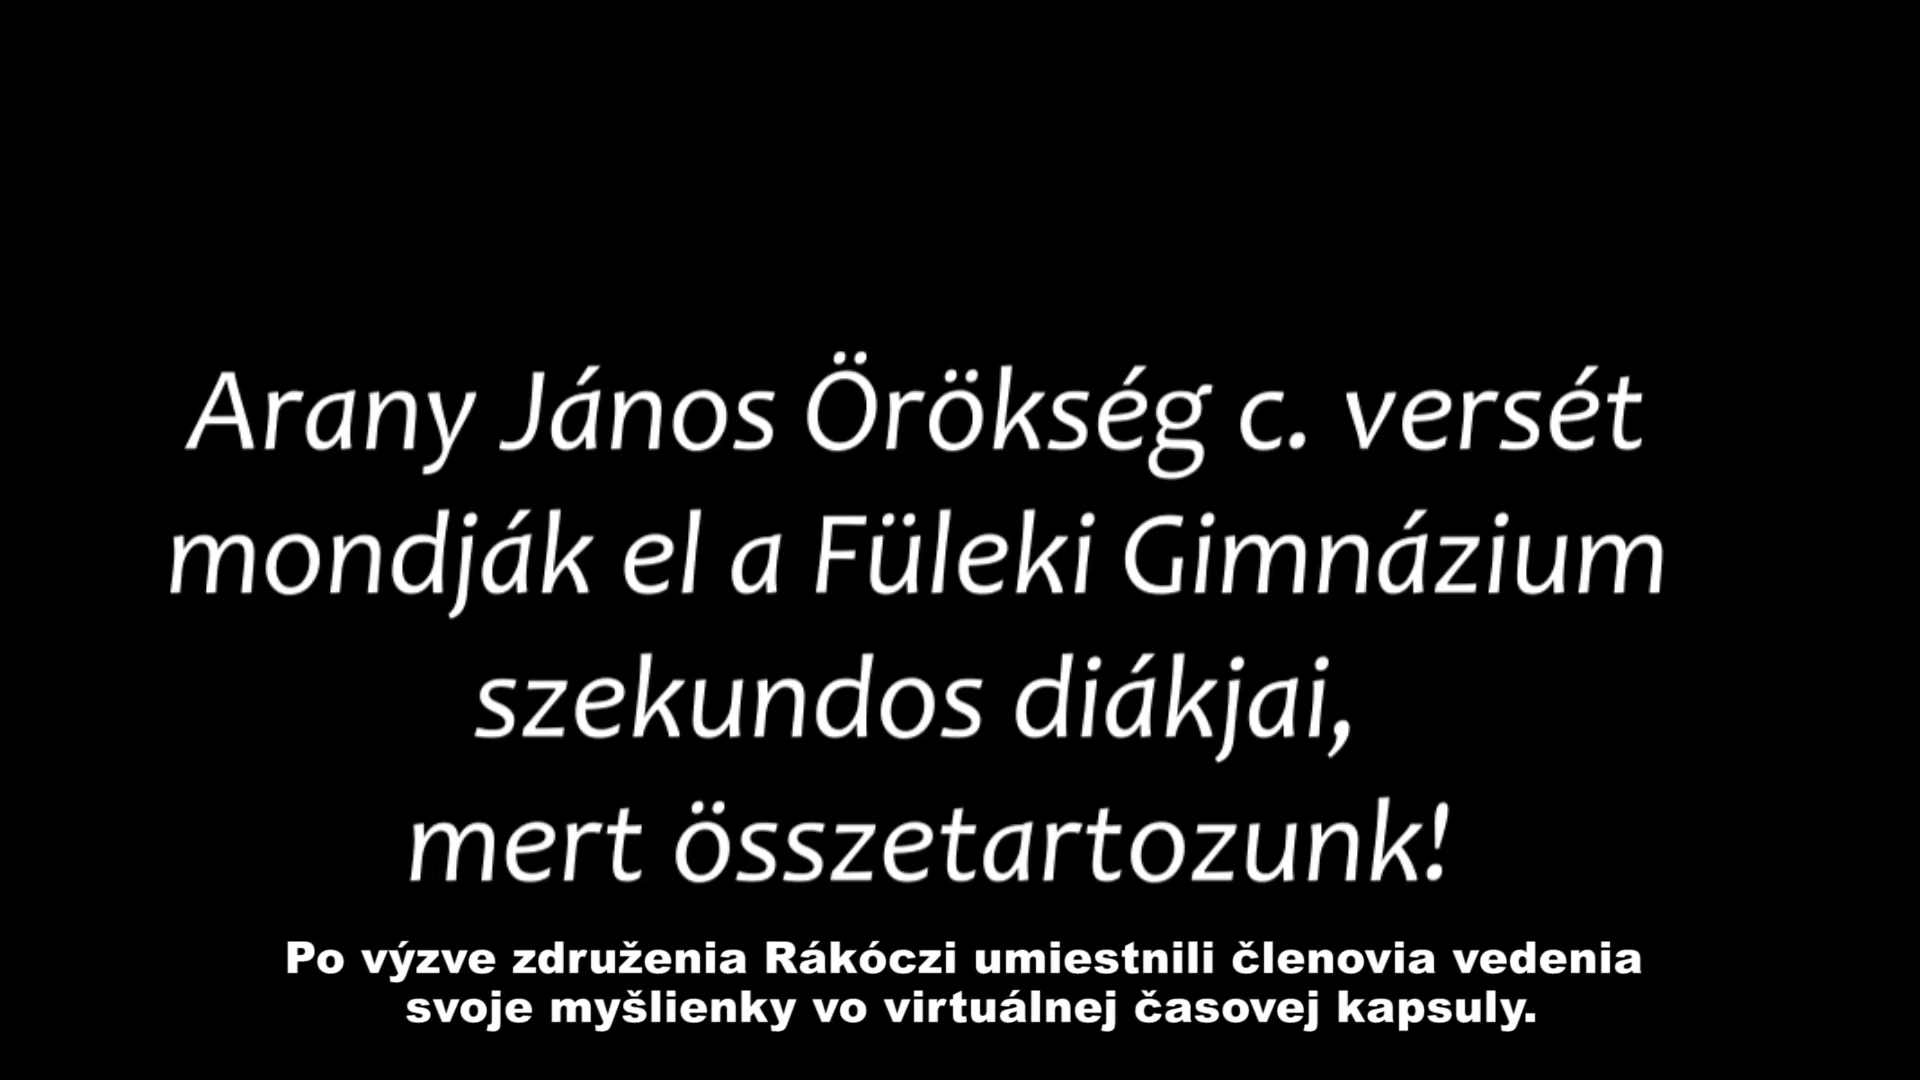 Arany János Örökség c. versét
mondják el a Füleki Gimnázium
szekundos diákjai,
mert összetartozunk!
Po výzve združenia Rákóczi umiestnili členovia vedenia
svoje myšlienky vo virtuálnej časovej kapsuly.